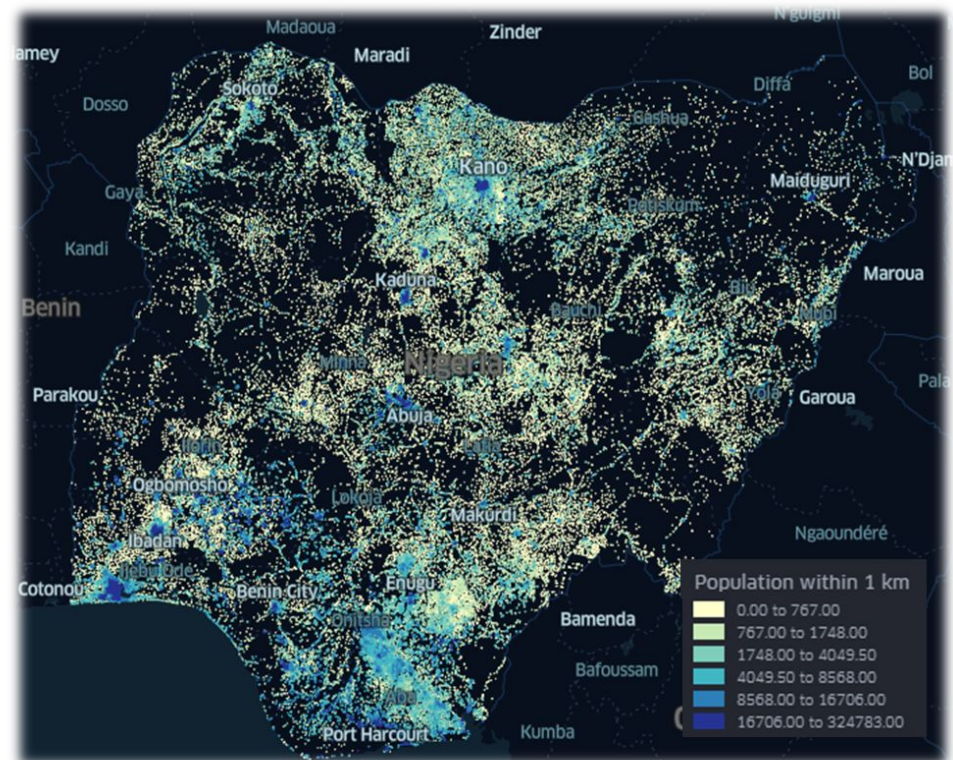 Madaoua
N'guigmi
Zinder
amey
Maradi
Bol
Diffa
Sokoto
Dosso
Gashua
N'Djam
Kano
Maiduguri
Gaya
Potiskum
Kandi
Maroua
Kaduna
Biu
Benin
Bauchi
Mubi
Minna
Nigeria
Pala
Parakou
Yola
Garoua
Abuja
Lafia
Ilorin
Ogbomosho
Lokoja
Makurdi
Ngaoundéré
Ibadan
Ijebu Ode
Enugu
Cotonou
Benin City
Onitsha
Bamenda
Bafoussam
Aba
Port Harcourt
Kumba
Population within 1 km
0.00 to 767.00
767.00 to 1748.00
1748.00 to 4049.50
4049.50 to 8568.00
8568.00 to 16706.00
16706.00 to 324783.00